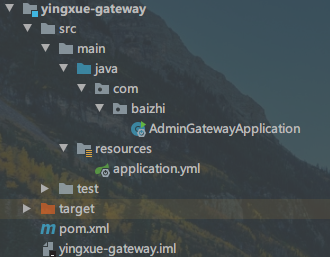 yingxue-gateway
src
main
java
com
baizhi
AdminGatewayApplication
resources
application.yml
test
target
pom.xml
yingxue-gateway.iml